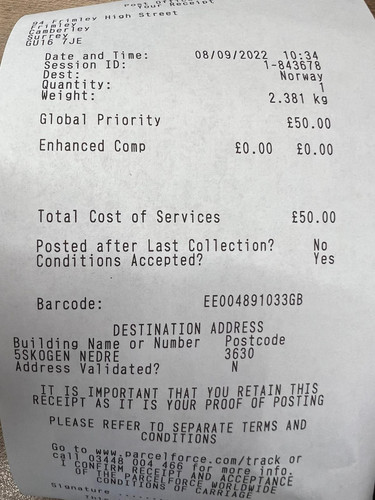 Post Office
Your Receipt
94 Frimley High Street
Frimley
Camberley
Surrey
GU16 7JE
Date and Time: 08/09/2022 10:34
Session ID: 1-843678
Dest: Norway
Quantity: 1
Weight: 2.381 kg
Global Priority £50.00
Enhanced Comp £0.00 £0.00
Total Cost of Services £50.00
Posted after Last Collection? No
Conditions Accepted? Yes
Barcode: EE004891033GB
DESTINATION ADDRESS
Building Name or Number Postcode
5SKOGEN NEDRE 3630
Address Validated? N
IT IS IMPORTANT THAT YOU RETAIN THIS
RECEIPT AS IT IS YOUR PROOF OF POSTING
PLEASE REFER TO SEPARATE TERMS AND
CONDITIONS
Go to www.parcelforce.com/track or
call 03448 004 466 for more info.
I CONFIRM RECEIPT AND ACCEPTANCE
OF THE PARCELFORCE WORLDWIDE
CONDITIONS OF CARRIAGE
Signature